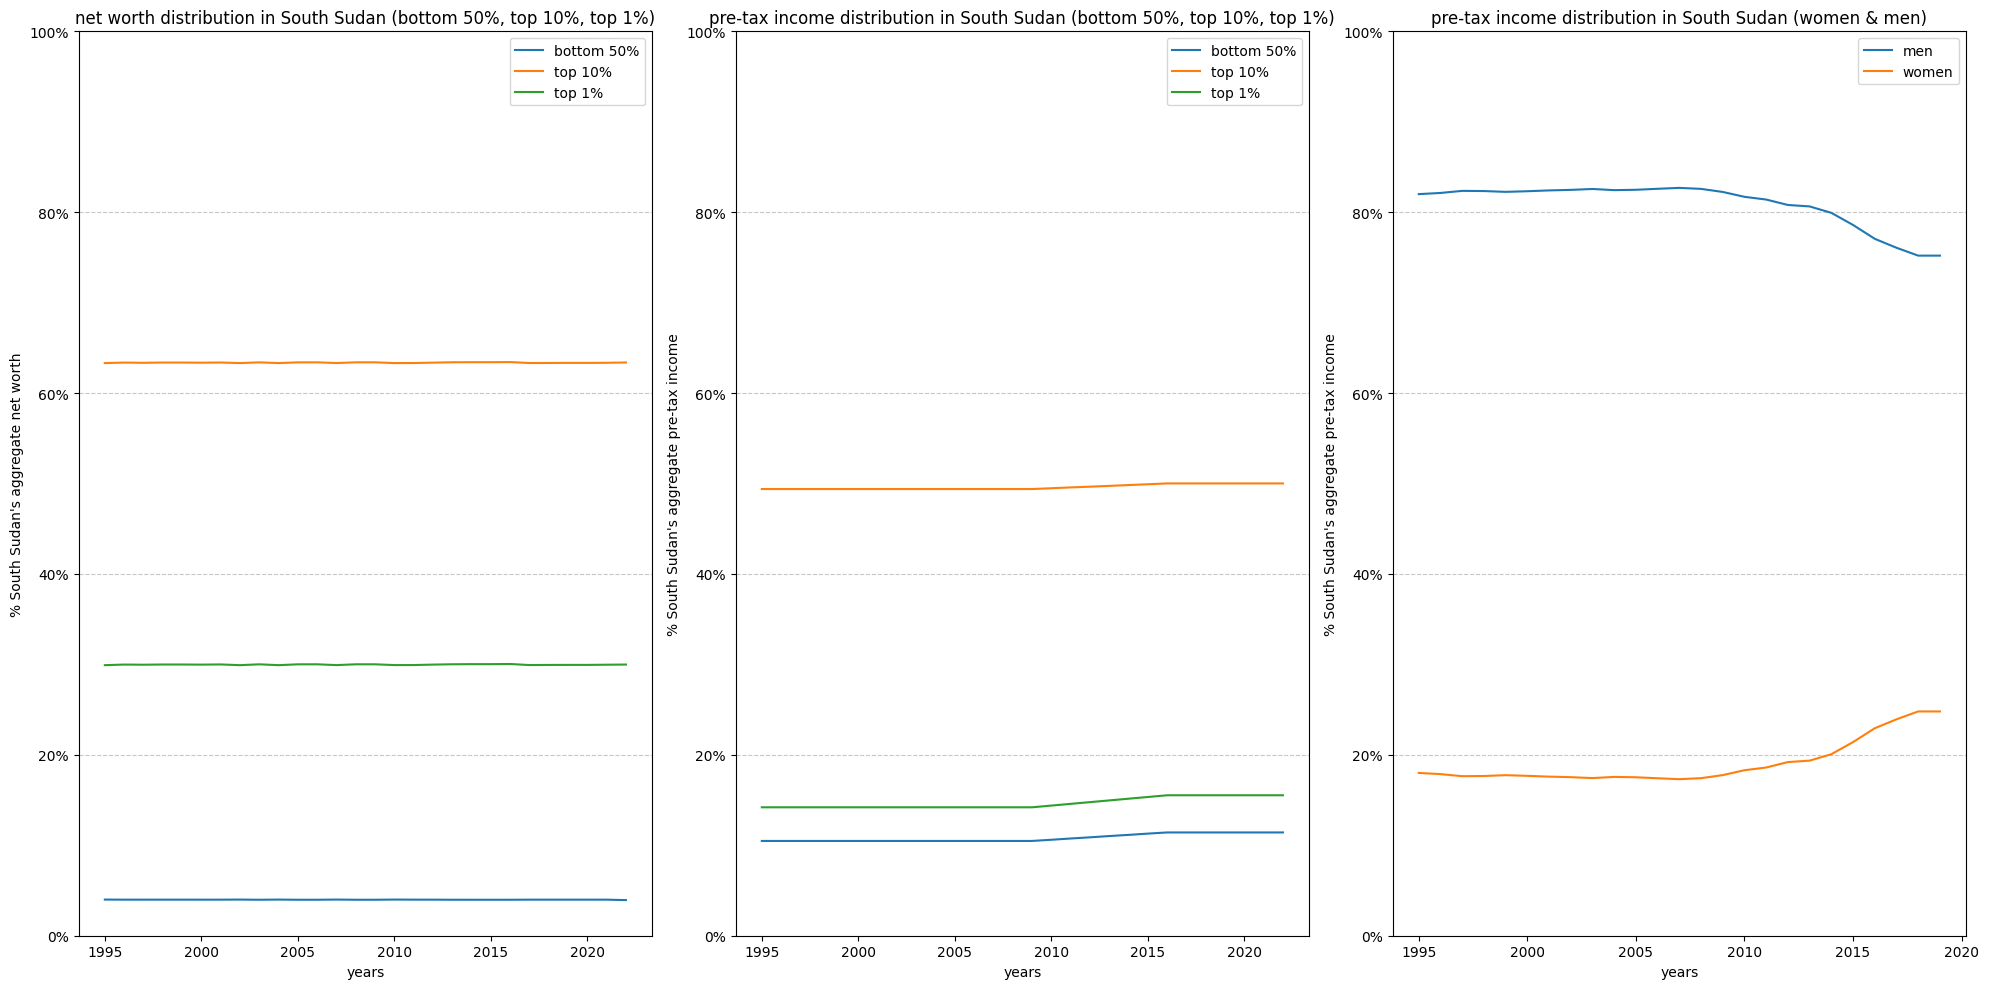 net worth distribution in South Sudan (bottom 50%, top 10%, top 1%)
100%
80%
60%
40%
20%
0%
% South Sudan's aggregate net worth
bottom 50%
top 10%
top 1%
1995 2000 2005 2010 2015 2020
years
pre-tax income distribution in South Sudan (bottom 50%, top 10%, top 1%)
100%
80%
60%
40%
20%
0%
% South Sudan's aggregate pre-tax income
bottom 50%
top 10%
top 1%
1995 2000 2005 2010 2015 2020
years
pre-tax income distribution in South Sudan (women & men)
100%
80%
60%
40%
20%
0%
% South Sudan's aggregate pre-tax income
men
women
1995 2000 2005 2010 2015 2020
years